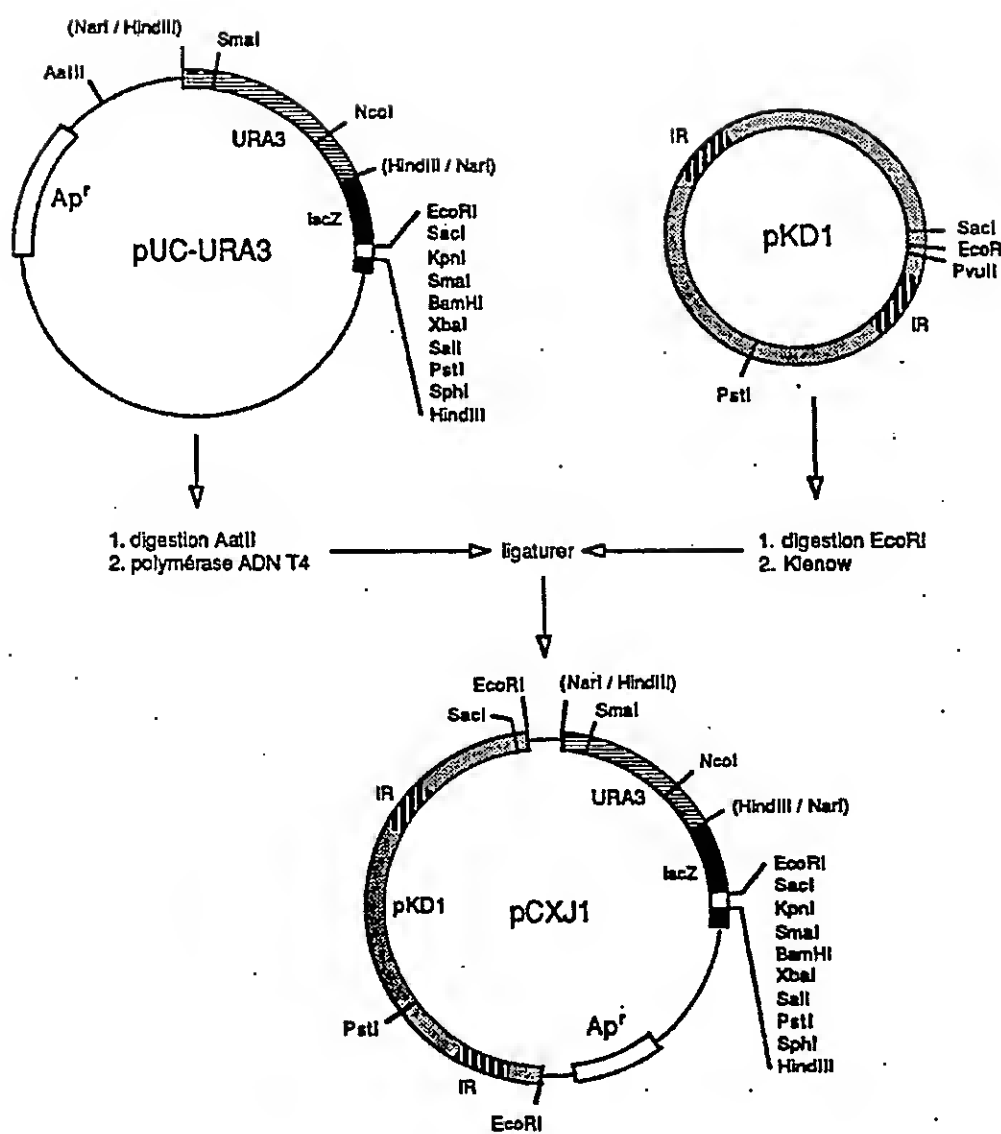 (NarI / HindIII)
SmaI
AatII
NcoI
URA3
(HindIII / NarI)
lacZ
EcoRI
SacI
KpnI
SmaI
BamHI
XbaI
SalI
PstI
SphI
HindIII
Apʳ
pUC-URA3
IR
pKD1
SacI
EcoR
PvuII
IR
PstI
1. digestion AatII
2. polymérase ADN T4
ligaturer
1. digestion EcoRI
2. Klenow
EcoRI
(NarI / HindIII)
SacI
SmaI
NcoI
IR
URA3
(HindIII / NarI)
lacZ
EcoRI
SacI
KpnI
SmaI
BamHI
XbaI
SalI
PstI
SphI
HindIII
pKD1
pCXJ1
PstI
Apʳ
IR
EcoRI